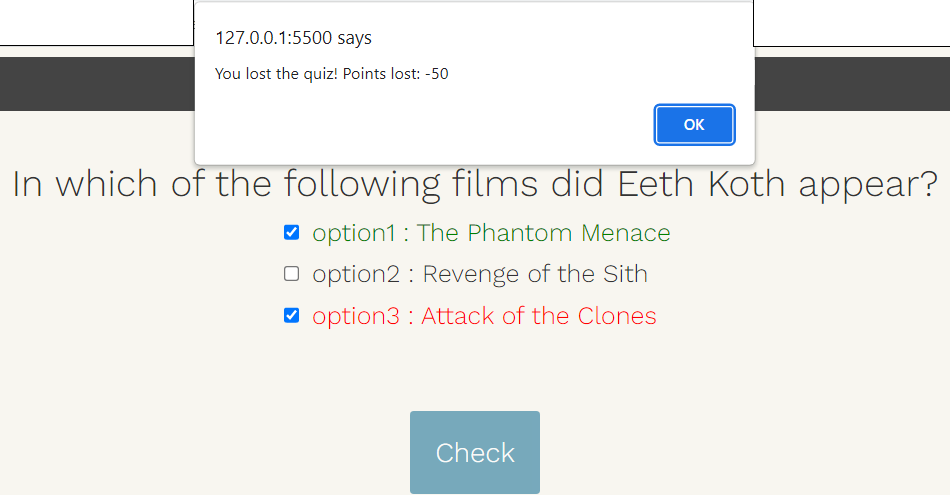 127.0.0.1:5500 says
You lost the quiz! Points lost: -50
OK
In which of the following films did Eeth Koth appear?
option1 : The Phantom Menace
option2 : Revenge of the Sith
option3 : Attack of the Clones
Check